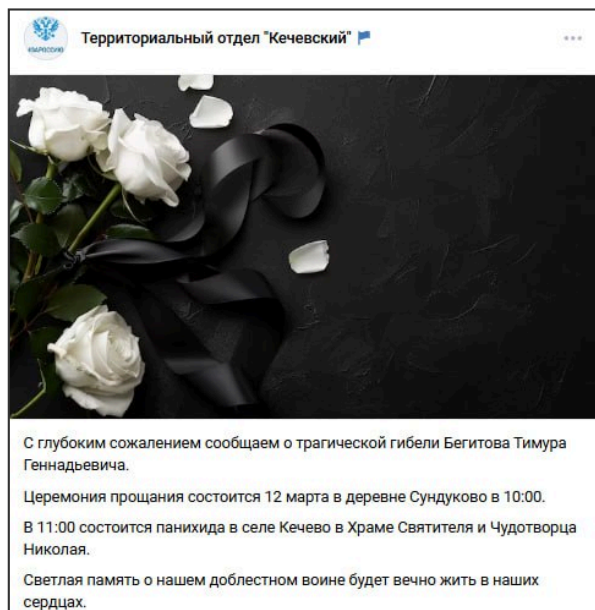 #ЗАРОССИЮ
Территориальный отдел "Кечевский"
С глубоким сожалением сообщаем о трагической гибели Бегитова Тимура
Геннадьевича.
Церемония прощания состоится 12 марта в деревне Сундуково в 10:00.
В 11:00 состоится панихида в селе Кечево в Храме Святителя и Чудотворца
Николая.
Светлая память о нашем доблестном воине будет вечно жить в наших
сердцах.